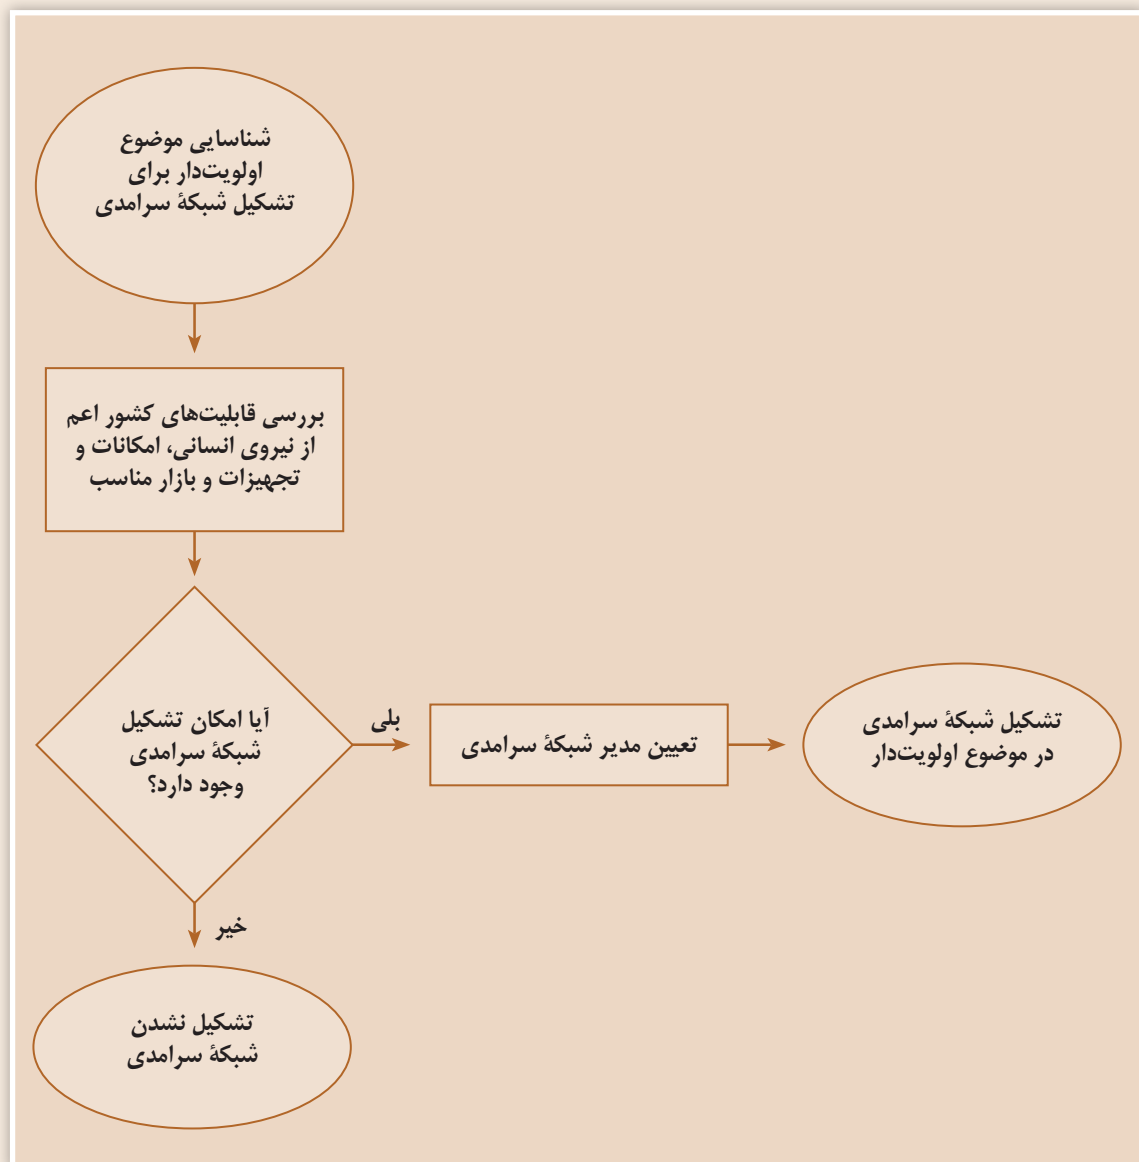 شناسایی موضوع
اولویت‌دار برای
تشکیل شبکهٔ سرامدی
بررسی قابلیت‌های کشور اعم
از نیروی انسانی، امکانات و
تجهیزات و بازار مناسب
آیا امکان تشکیل
شبکهٔ سرامدی
وجود دارد؟
بلی
تعیین مدیر شبکهٔ سرامدی
تشکیل شبکهٔ سرامدی
در موضوع اولویت‌دار
خیر
تشکیل نشدن
شبکهٔ سرامدی